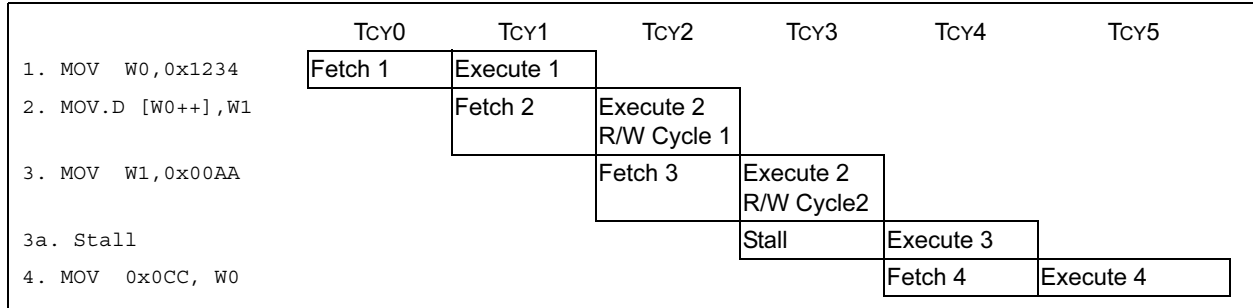 TCY0 TCY1 TCY2 TCY3 TCY4 TCY5
1. MOV W0,0x1234 Fetch 1 Execute 1
2. MOV.D [W0++],W1 Fetch 2 Execute 2
R/W Cycle 1
3. MOV W1,0x00AA Fetch 3 Execute 2
R/W Cycle2
3a. Stall Stall Execute 3
4. MOV 0x0CC, W0 Fetch 4 Execute 4